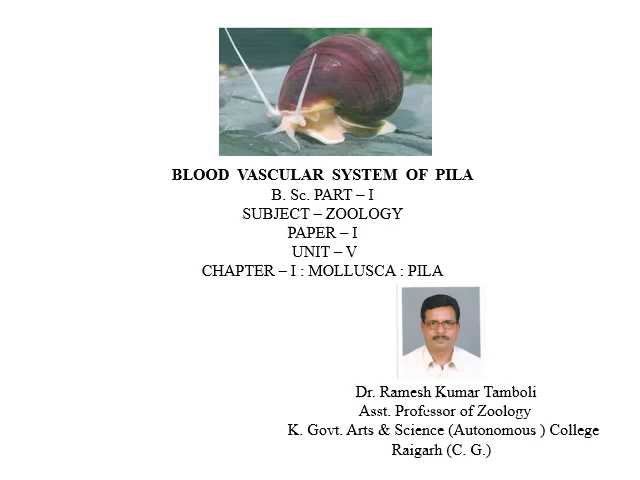 BLOOD VASCULAR SYSTEM OF PILA
B. Sc. PART – I
SUBJECT – ZOOLOGY
PAPER – I
UNIT – V
CHAPTER – I : MOLLUSCA : PILA
Dr. Ramesh Kumar Tamboli
Asst. Professor of Zoology
K. Govt. Arts & Science (Autonomous ) College
Raigarh (C. G.)